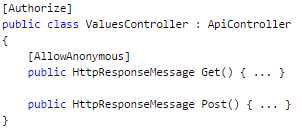 [Authorize]
public class ValuesController : ApiController
{
    [AllowAnonymous]
    public HttpResponseMessage Get() { ... }

    public HttpResponseMessage Post() { ... }
}